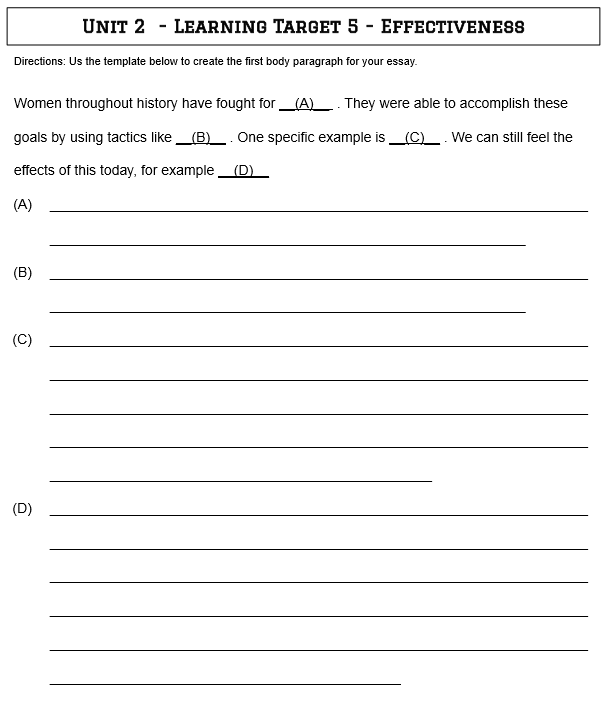 Unit 2 - Learning Target 5 - Effectiveness
Directions: Us the template below to create the first body paragraph for your essay.
Women throughout history have fought for __(A)__ . They were able to accomplish these
goals by using tactics like __(B)__ . One specific example is __(C)__ . We can still feel the
effects of this today, for example __(D)__
(A)
(B)
(C)
(D)